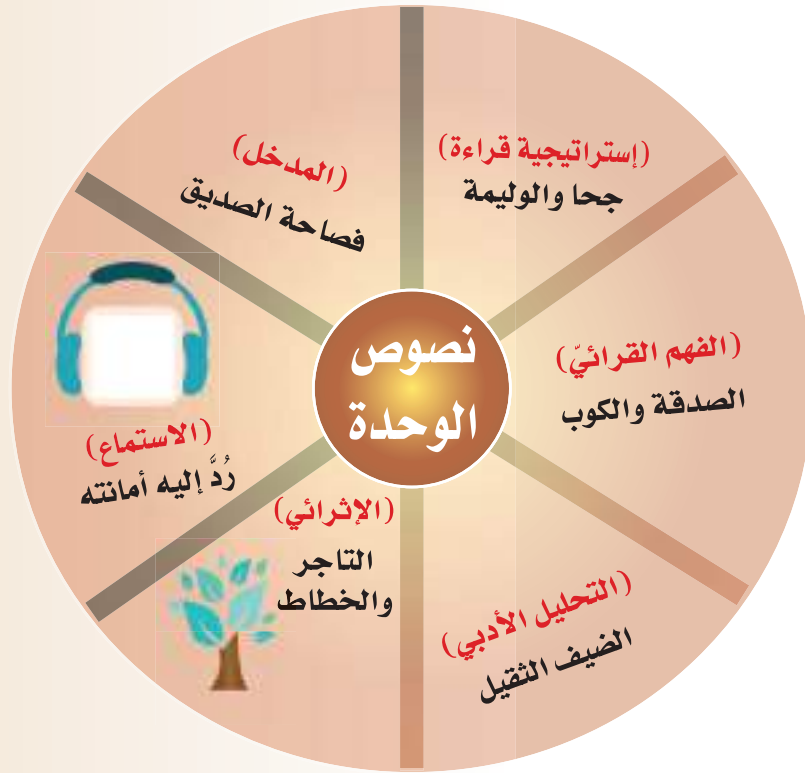 نصوص
الوحدة
(المدخل)
فصاحة الصديق
(إستراتيجية قراءة)
جحا والوليمة
(الفهم القرائيّ)
الصدقة والكوب
(التحليل الأدبي)
الضيف الثقيل
(الإثرائي)
التاجر
والخطاط
(الاستماع)
رُدَّ إليه أمانته